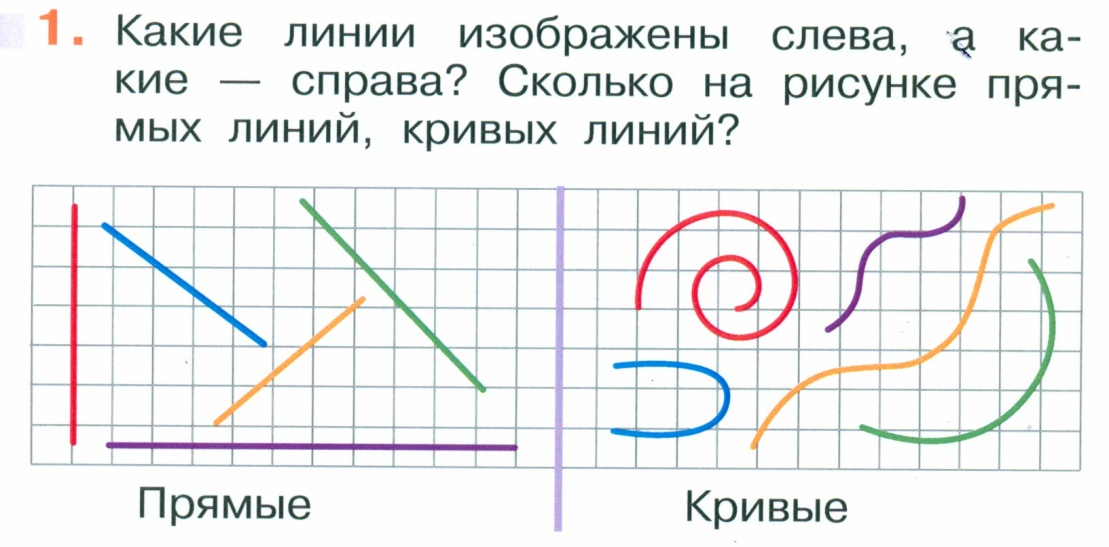 1. Какие линии изображены слева, а ка-
кие — справа? Сколько на рисунке пря-
мых линий, кривых линий?
Прямые
Кривые